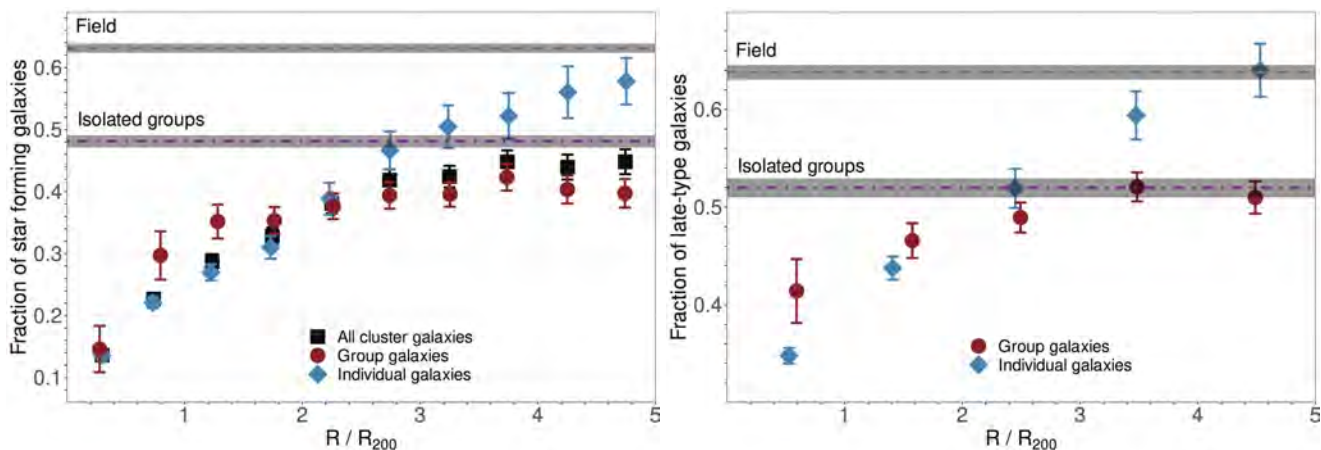 Fraction of star forming galaxies
0.6
0.5
0.4
0.3
0.2
0.1
Field
Isolated groups
All cluster galaxies
Group galaxies
Individual galaxies
1 2 3 4 5
R / R200
Fraction of late-type galaxies
0.6
0.5
0.4
Field
Isolated groups
Group galaxies
Individual galaxies
1 2 3 4 5
R / R200